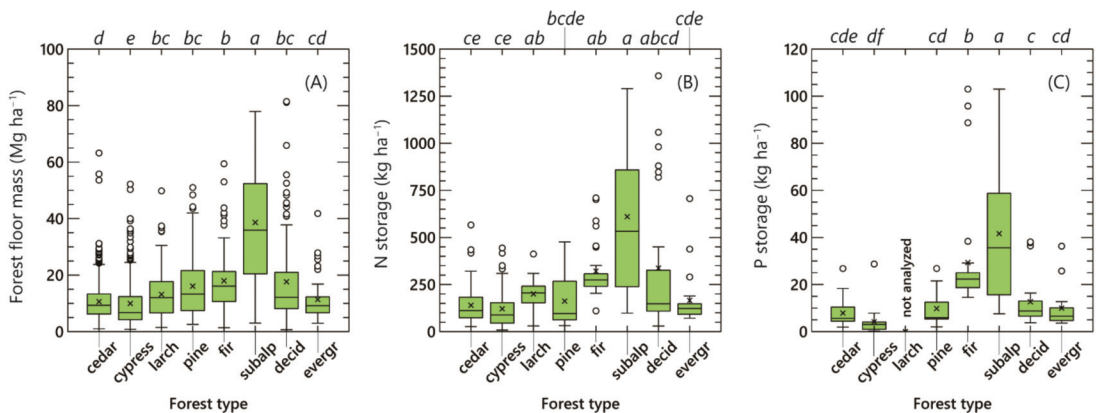 d e bc bc b a bc cd
(A)
Forest floor mass (Mg ha⁻¹)
100
80
60
40
20
0
cedar cypress larch pine fir subalp decid evergr
Forest type
bcde cde
ce ce ab ab a abcd
(B)
N storage (kg ha⁻¹)
1500
1250
1000
750
500
250
0
cedar cypress larch pine fir subalp decid evergr
Forest type
cde df cd b a c cd
(C)
P storage (kg ha⁻¹)
120
100
80
60
40
20
0
not analyzed
cedar cypress larch pine fir subalp decid evergr
Forest type